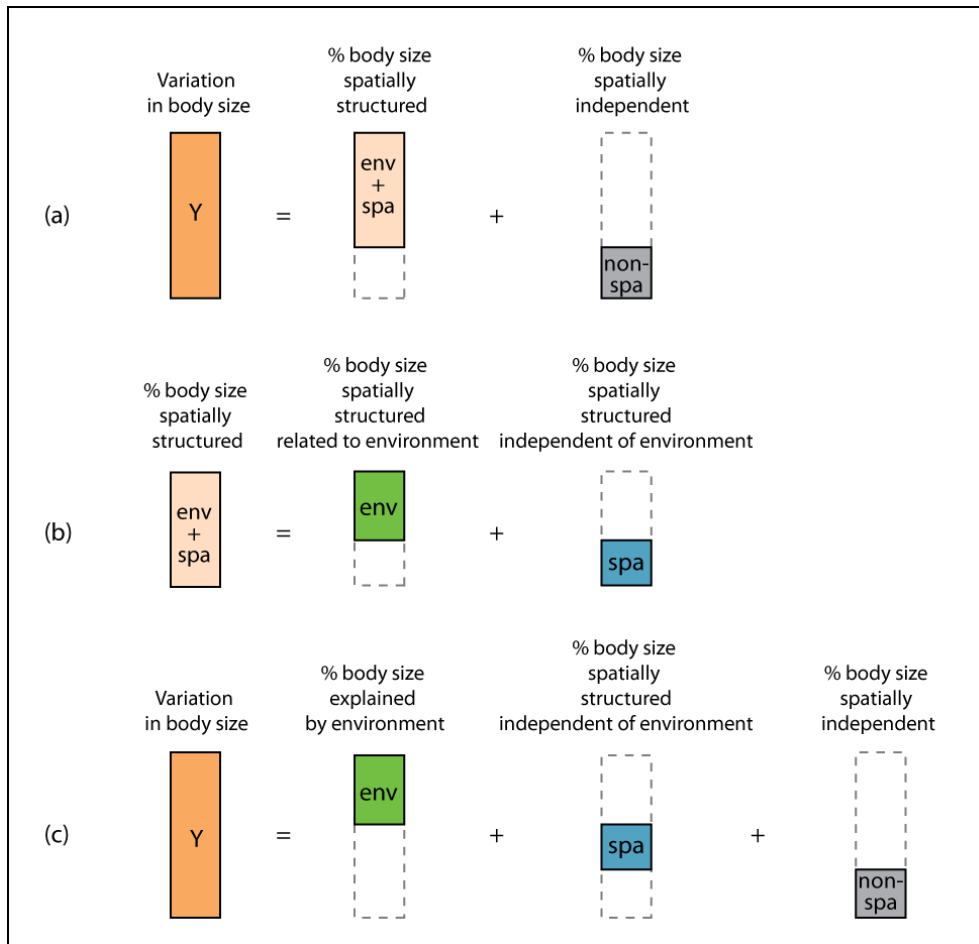 % body size
spatially
structured
% body size
spatially
independent
Variation
in body size
(a)
Y
=
env
+
spa
+
non-
spa
% body size
spatially
structured
% body size
spatially
structured
related to environment
% body size
spatially
structured
independent of environment
(b)
env
+
spa
=
env
+
spa
Variation
in body size
% body size
explained
by environment
% body size
spatially
structured
independent of environment
% body size
spatially
independent
(c)
Y
=
env
+
spa
+
non-
spa